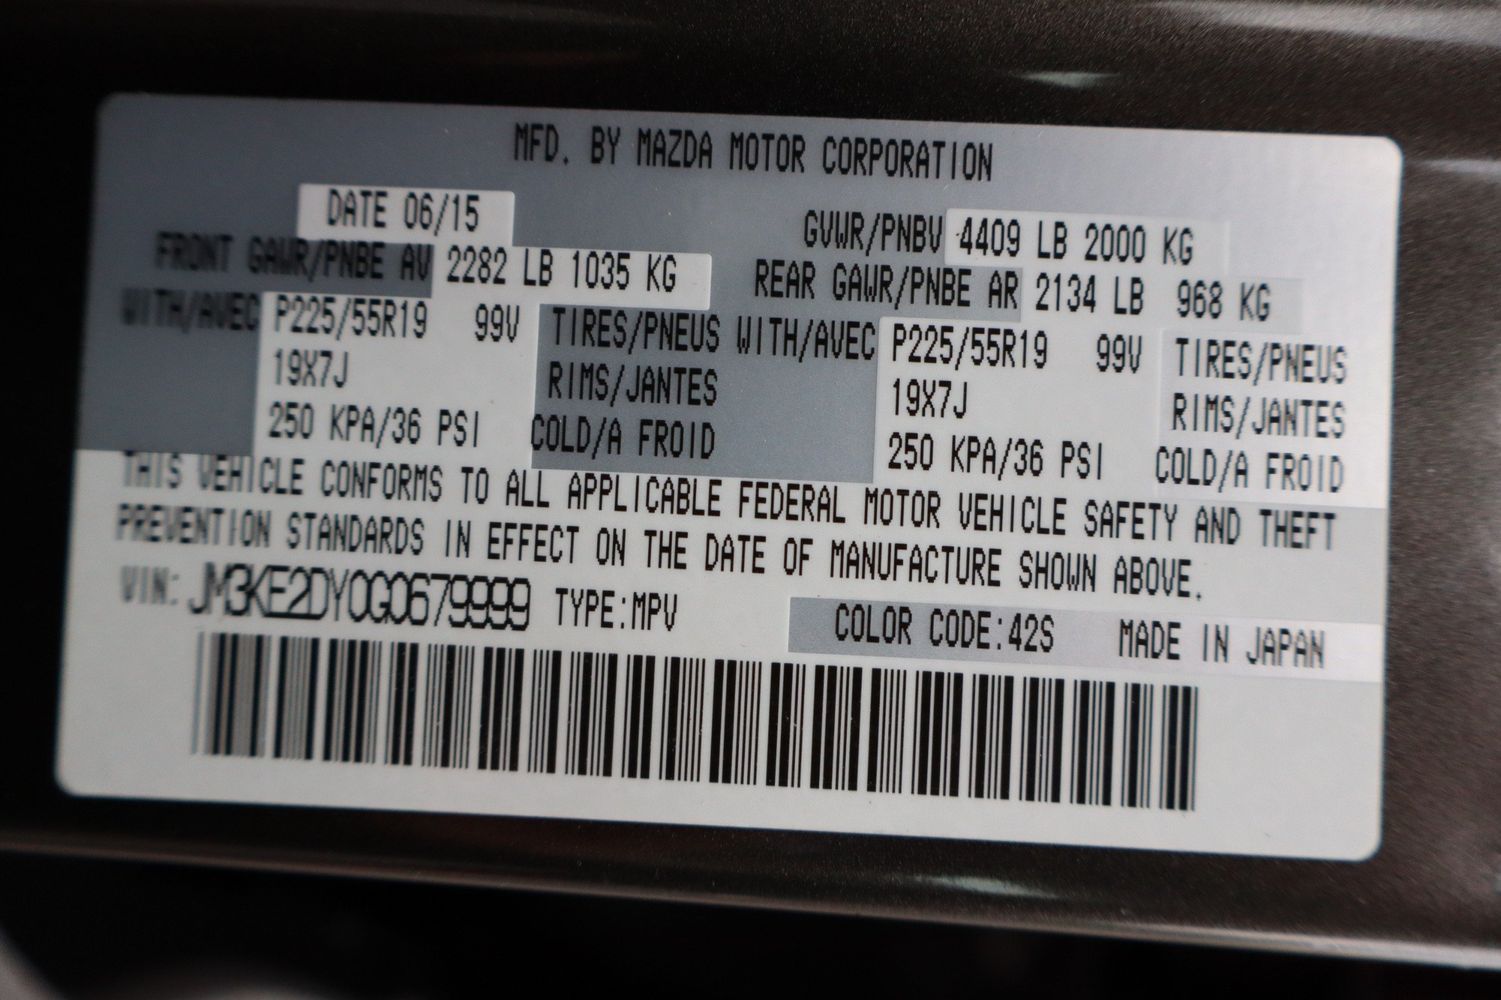 MFD. BY MAZDA MOTOR CORPORATION
DATE 06/15 GVWR/PNBV 4409 LB 2000 KG
FRONT GAWR/PNBE AV 2282 LB 1035 KG REAR GAWR/PNBE AR 2134 LB 968 KG
WITH/AVEC P225/55R19 99V TIRES/PNEUS WITH/AVEC P225/55R19 99V TIRES/PNEUS
19X7J RIMS/JANTES 19X7J RIMS/JANTES
250 KPA/36 PSI COLD/A FROID 250 KPA/36 PSI COLD/A FROID
THIS VEHICLE CONFORMS TO ALL APPLICABLE FEDERAL MOTOR VEHICLE SAFETY AND THEFT
PREVENTION STANDARDS IN EFFECT ON THE DATE OF MANUFACTURE SHOWN ABOVE.
VIN: JM3KE2DY0G0679999 TYPE:MPV COLOR CODE:42S MADE IN JAPAN